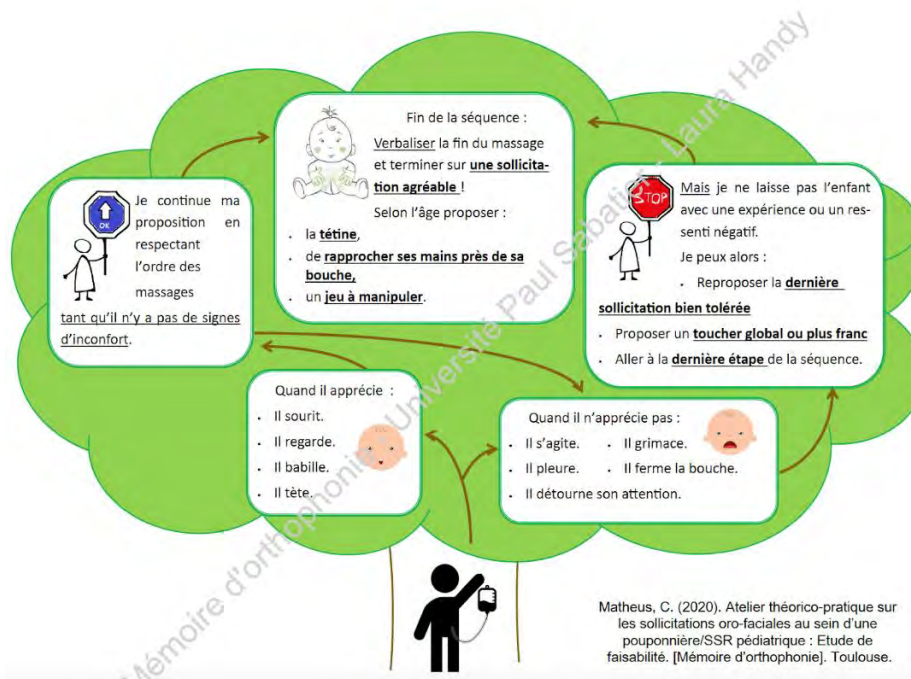 Fin de la séquence :
Verbaliser la fin du massage
et terminer sur une sollicita-
tion agréable !
Selon l'âge proposer :
• la tétine,
• de rapprocher ses mains près de sa
bouche,
• un jeu à manipuler.
OK
Je continue ma
proposition en
respectant
l'ordre des
massages
tant qu'il n'y a pas de signes
d'inconfort.
STOP
Mais je ne laisse pas l'enfant
avec une expérience ou un res-
senti négatif.
Je peux alors :
• Reproposer la dernière
sollicitation bien tolérée
• Proposer un toucher global ou plus franc
• Aller à la dernière étape de la séquence.
Quand il apprécie :
• Il sourit.
• Il regarde.
• Il babille.
• Il tète.
Quand il n'apprécie pas :
• Il s'agite. • Il grimace.
• Il pleure. • Il ferme la bouche.
• Il détourne son attention.
Matheus, C. (2020). Atelier théorico-pratique sur
les sollicitations oro-faciales au sein d'une
pouponnière/SSR pédiatrique : Etude de
faisabilité. [Mémoire d'orthophonie]. Toulouse.
Mémoire d'orthophonie - Université Paul Sabatier - Laura Handy